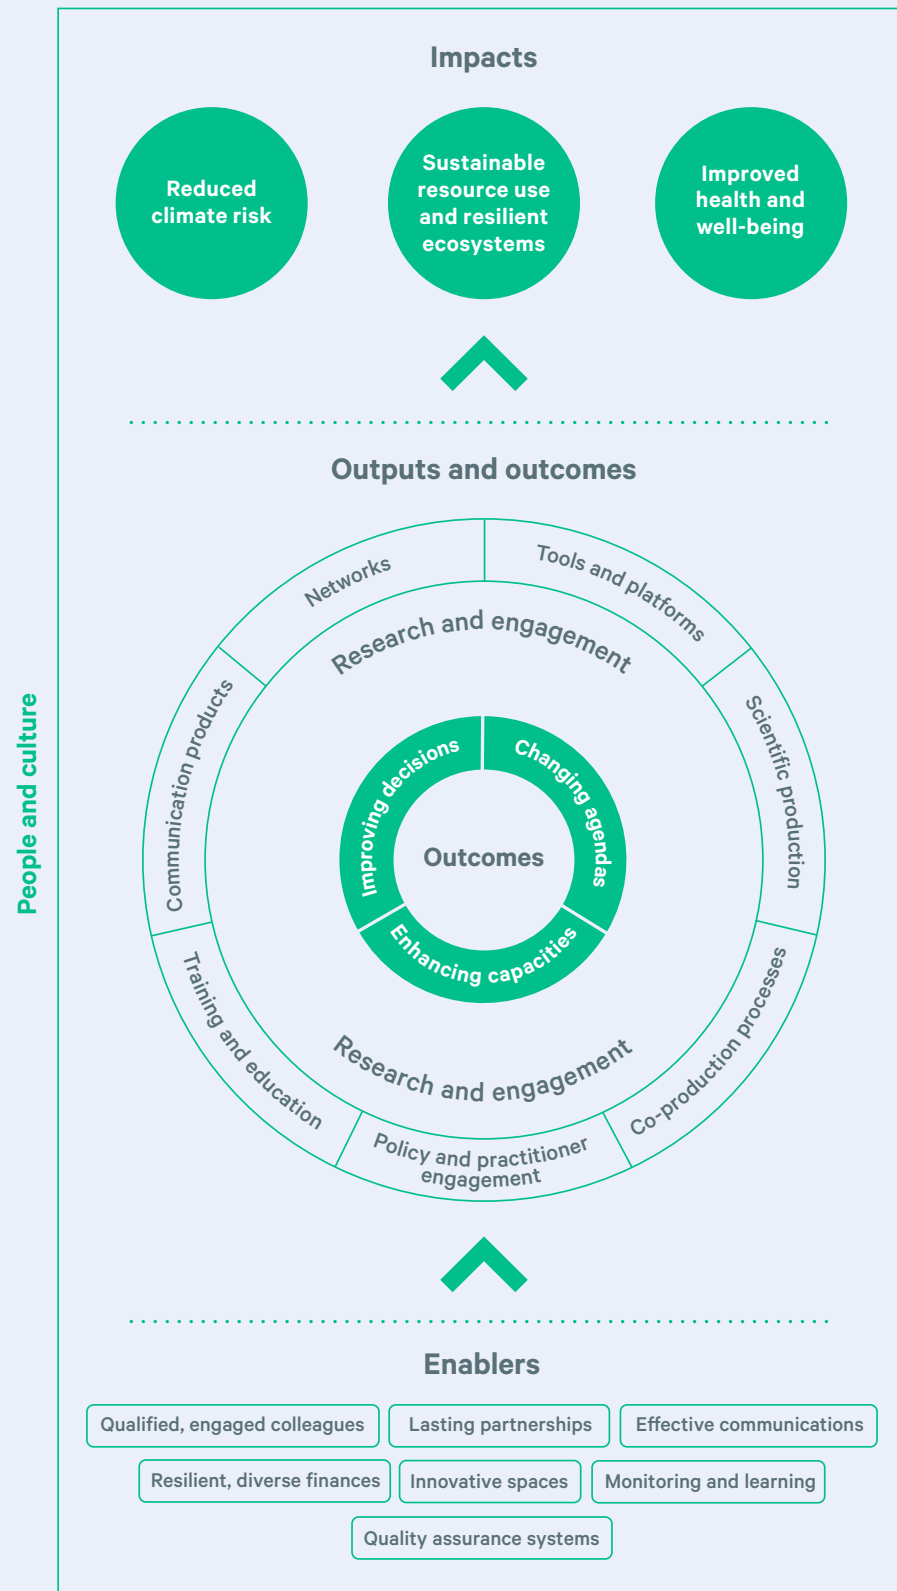 Impacts
Reduced
climate risk
Sustainable
resource use
and resilient
ecosystems
Improved
health and
well-being
Outputs and outcomes
Networks
Tools and platforms
Research and engagement
Communication products
Scientific production
Improving decisions
Changing agendas
Outcomes
Enhancing capacities
People and culture
Training and education
Co-production processes
Research and engagement
Policy and practitioner
engagement
Enablers
Qualified, engaged colleagues
Lasting partnerships
Effective communications
Resilient, diverse finances
Innovative spaces
Monitoring and learning
Quality assurance systems